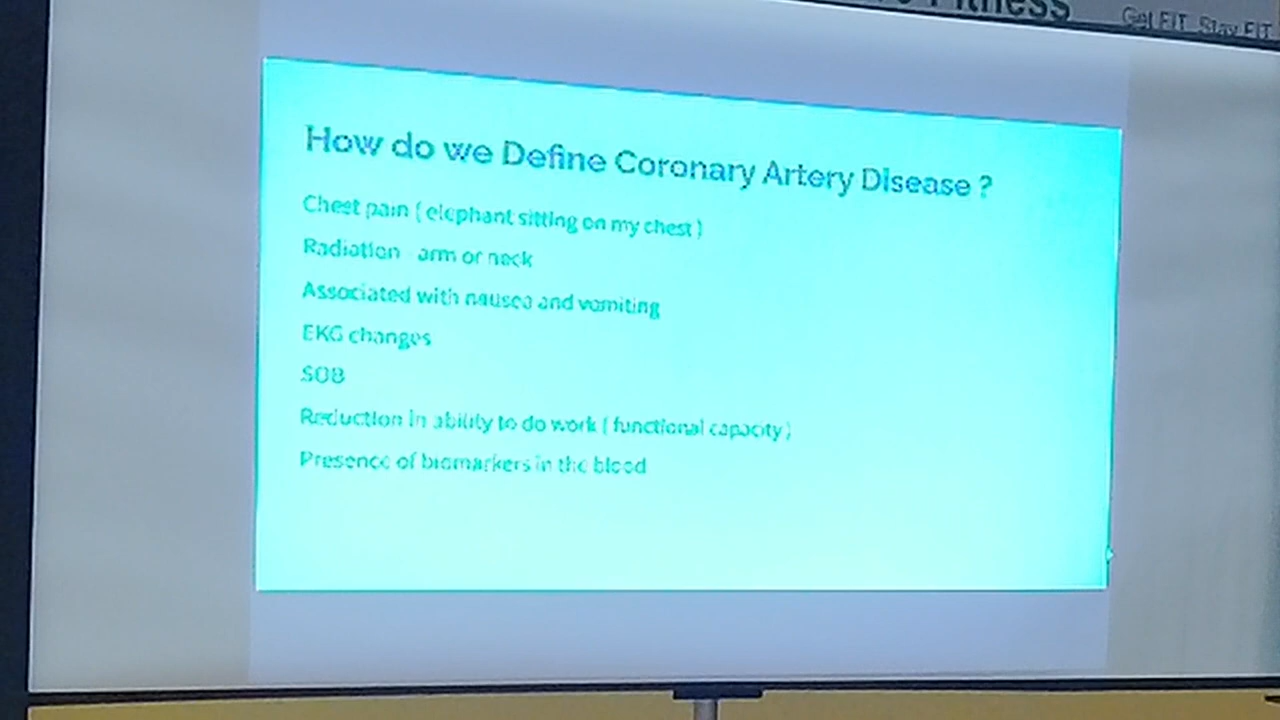 Fitness
Get FIT Stay FIT
How do we Define Coronary Artery Disease ?
Chest pain ( elephant sitting on my chest )
Radiation - arm or neck
Associated with nausea and vomiting
EKG changes
SOB
Reduction in ability to do work ( functional capacity )
Presence of biomarkers in the blood